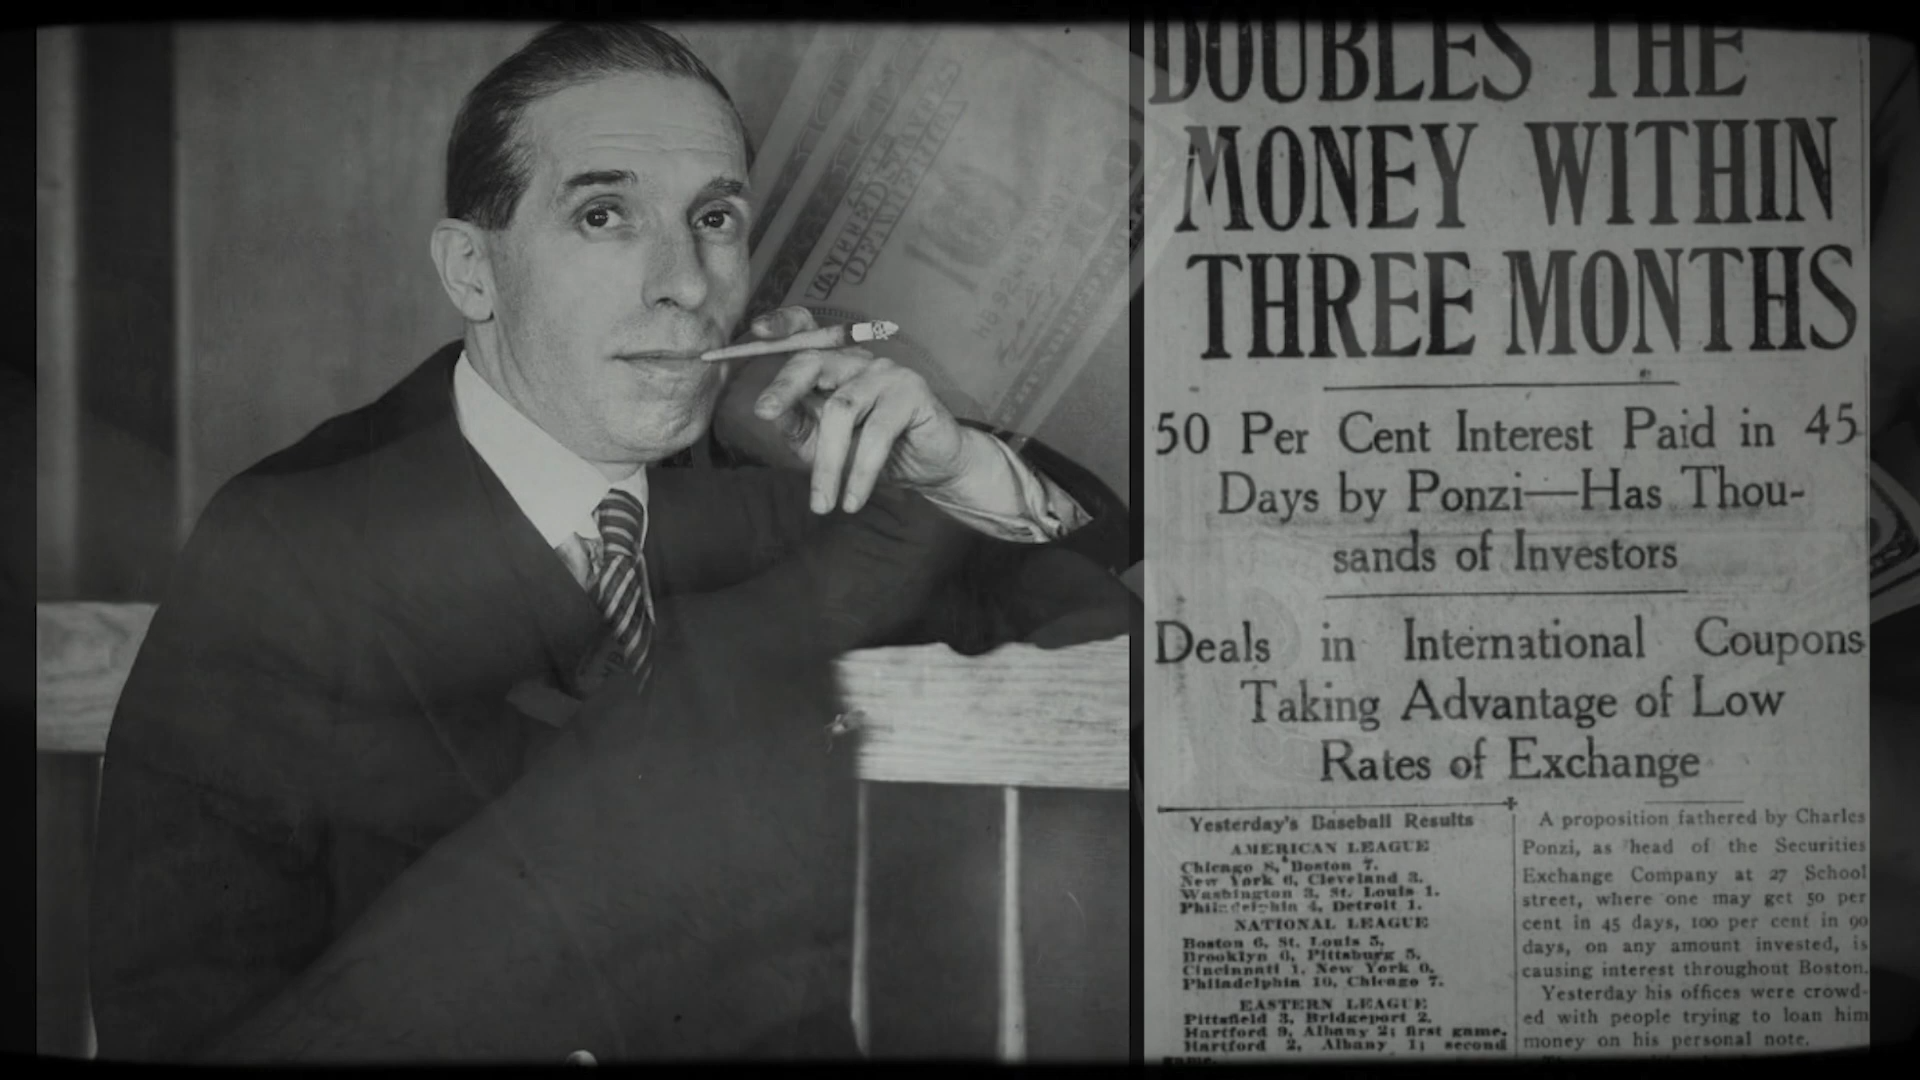 DOUBLES THE
MONEY WITHIN
THREE MONTHS
50 Per Cent Interest Paid in 45
Days by Ponzi—Has Thou-
sands of Investors
Deals in International Coupons
Taking Advantage of Low
Rates of Exchange
Yesterday's Baseball Results
AMERICAN LEAGUE
Chicago 8, Boston 7.
New York 6, Cleveland 3.
Washington 3, St. Louis 1.
Philadelphia 4, Detroit 1.
NATIONAL LEAGUE
Boston 6, St. Louis 5.
Brooklyn 6, Pittsburg 5.
Cincinnati 1, New York 0.
Philadelphia 10, Chicago 7.
EASTERN LEAGUE
Pittsfield 3, Bridgeport 2.
Hartford 9, Albany 2; first game.
Hartford 2, Albany 1; second
game.
A proposition fathered by Charles
Ponzi, as head of the Securities
Exchange Company at 27 School
street, where one may get 50 per
cent in 45 days, 100 per cent in 90
days, on any amount invested, is
causing interest throughout Boston.
Yesterday his offices were crowd-
ed with people trying to loan him
money on his personal note.